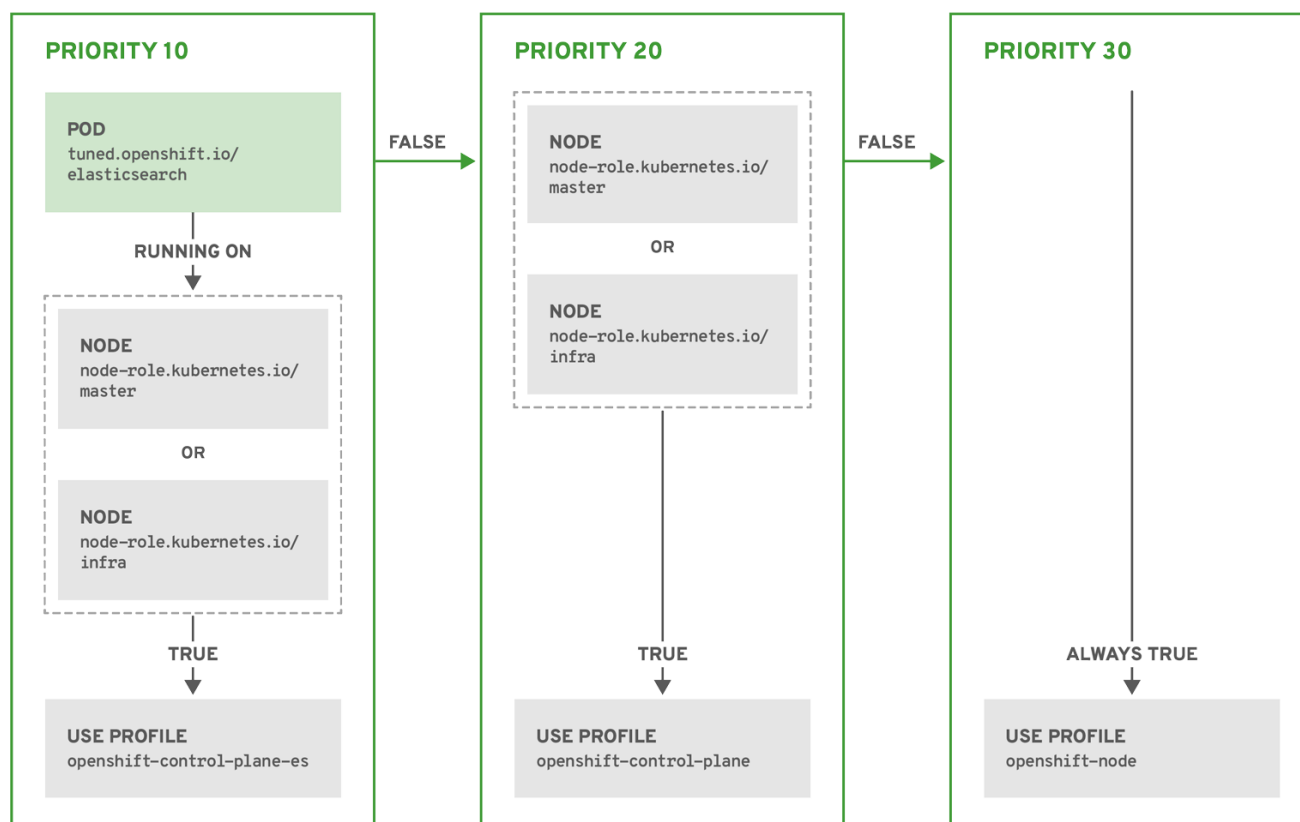 PRIORITY 10
POD
tuned.openshift.io/
elasticsearch
RUNNING ON
NODE
node-role.kubernetes.io/
master
OR
NODE
node-role.kubernetes.io/
infra
TRUE
USE PROFILE
openshift-control-plane-es
FALSE
PRIORITY 20
NODE
node-role.kubernetes.io/
master
OR
NODE
node-role.kubernetes.io/
infra
TRUE
USE PROFILE
openshift-control-plane
FALSE
PRIORITY 30
ALWAYS TRUE
USE PROFILE
openshift-node